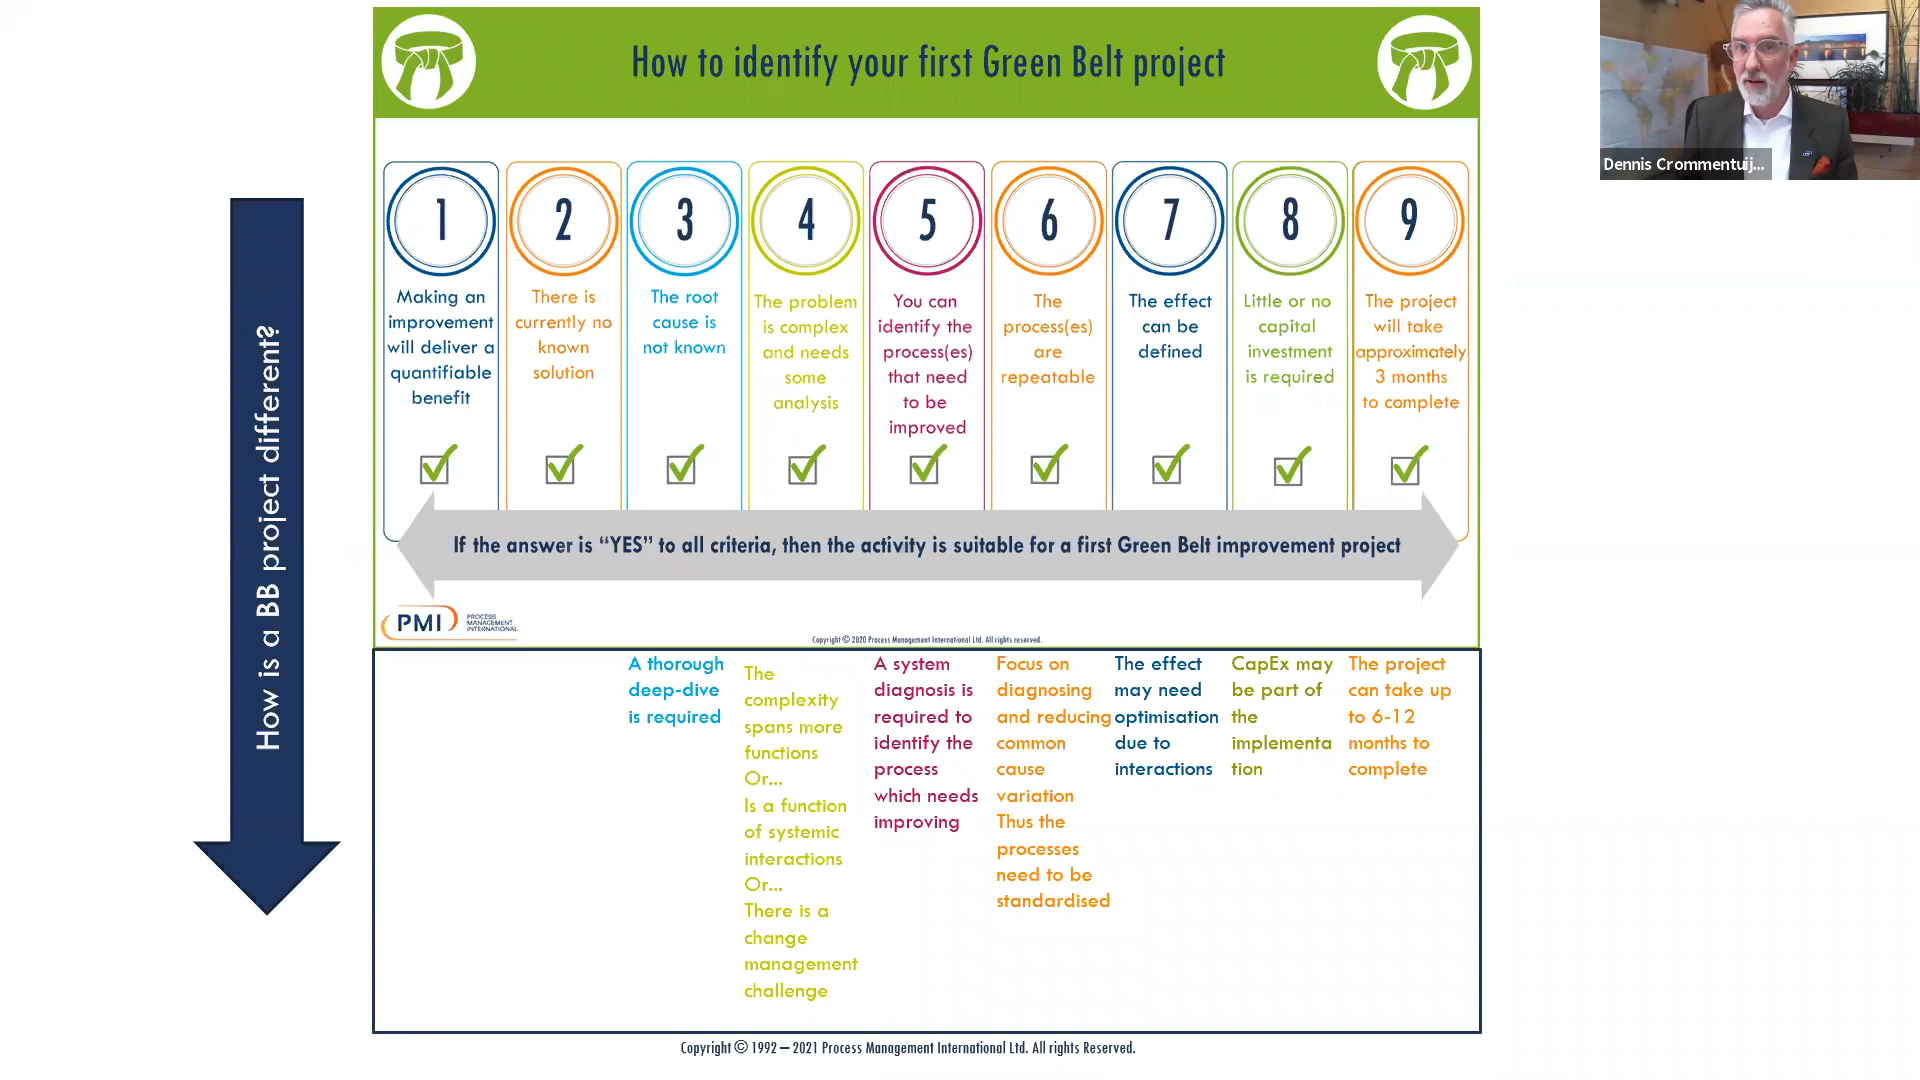 How to identify your first Green Belt project
Dennis Crommentuij...
How is a BB project different?
1
Making an
improvement
will deliver a
quantifiable
benefit
2
There is
currently no
known
solution
3
The root
cause is
not known
4
The problem
is complex
and needs
some
analysis
5
You can
identify the
process(es)
that need
to be
improved
6
The
process(es)
are
repeatable
7
The effect
can be
defined
8
Little or no
capital
investment
is required
9
The project
will take
approximately
3 months
to complete
If the answer is “YES” to all criteria, then the activity is suitable for a first Green Belt improvement project
PMI
PROCESS
MANAGEMENT
INTERNATIONAL
Copyright © 2020 Process Management International Ltd. All rights reserved.
A thorough
deep-dive
is required
The
complexity
spans more
functions
Or...
Is a function
of systemic
interactions
Or...
There is a
change
management
challenge
A system
diagnosis is
required to
identify the
process
which needs
improving
Focus on
diagnosing
and reducing
common
cause
variation
Thus the
processes
need to be
standardised
The effect
may need
optimisation
due to
interactions
CapEx may
be part of
the
implementa
tion
The project
can take up
to 6-12
months to
complete
Copyright © 1992 – 2021 Process Management International Ltd. All rights Reserved.